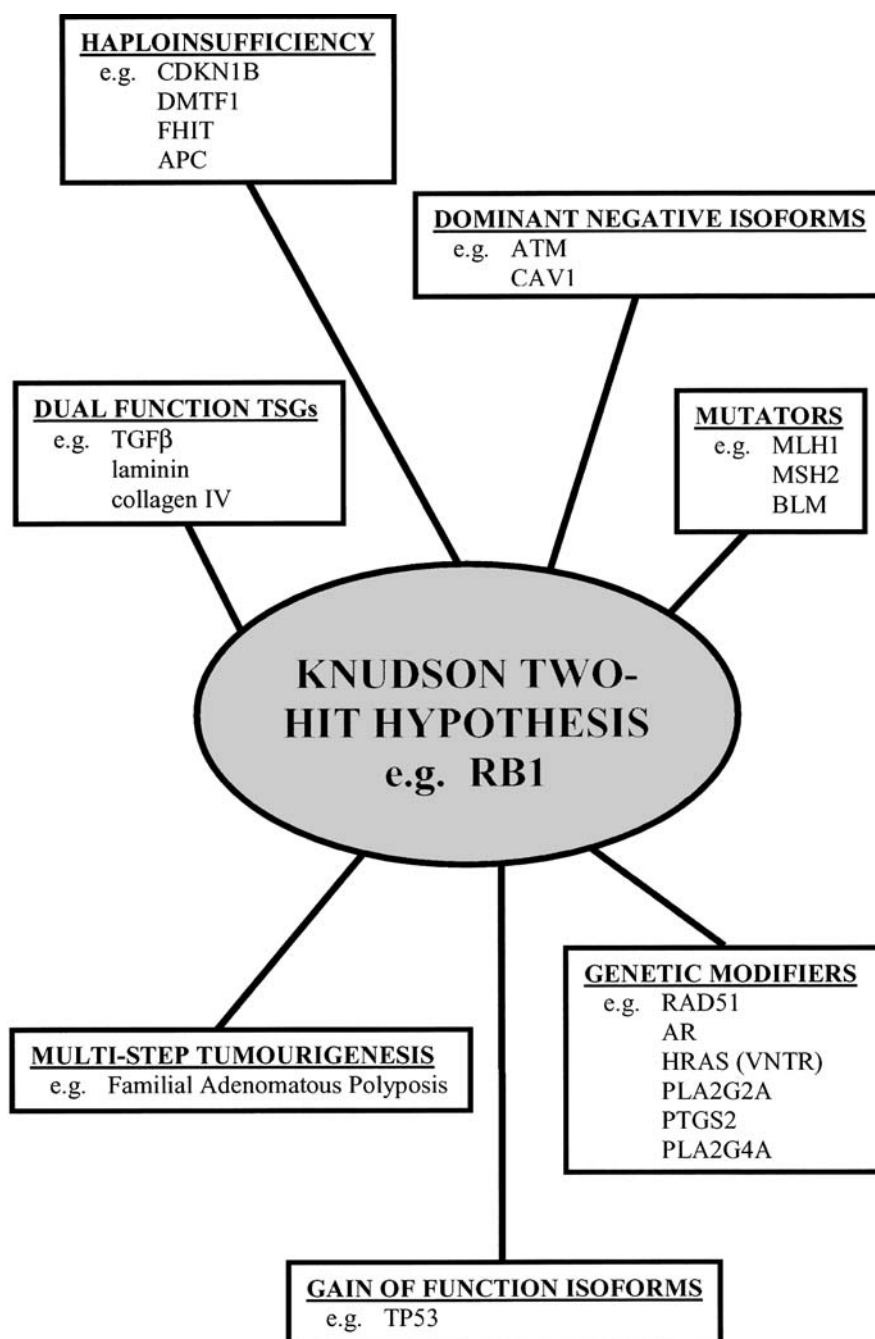 HAPLOINSUFFICIENCY
e.g. CDKN1B
DMTF1
FHIT
APC
DOMINANT NEGATIVE ISOFORMS
e.g. ATM
CAV1
DUAL FUNCTION TSGs
e.g. TGFβ
laminin
collagen IV
MUTATORS
e.g. MLH1
MSH2
BLM
KNUDSON TWO-
HIT HYPOTHESIS
e.g. RB1
GENETIC MODIFIERS
e.g. RAD51
AR
HRAS (VNTR)
PLA2G2A
PTGS2
PLA2G4A
MULTI-STEP TUMOURIGENESIS
e.g. Familial Adenomatous Polyposis
GAIN OF FUNCTION ISOFORMS
e.g. TP53